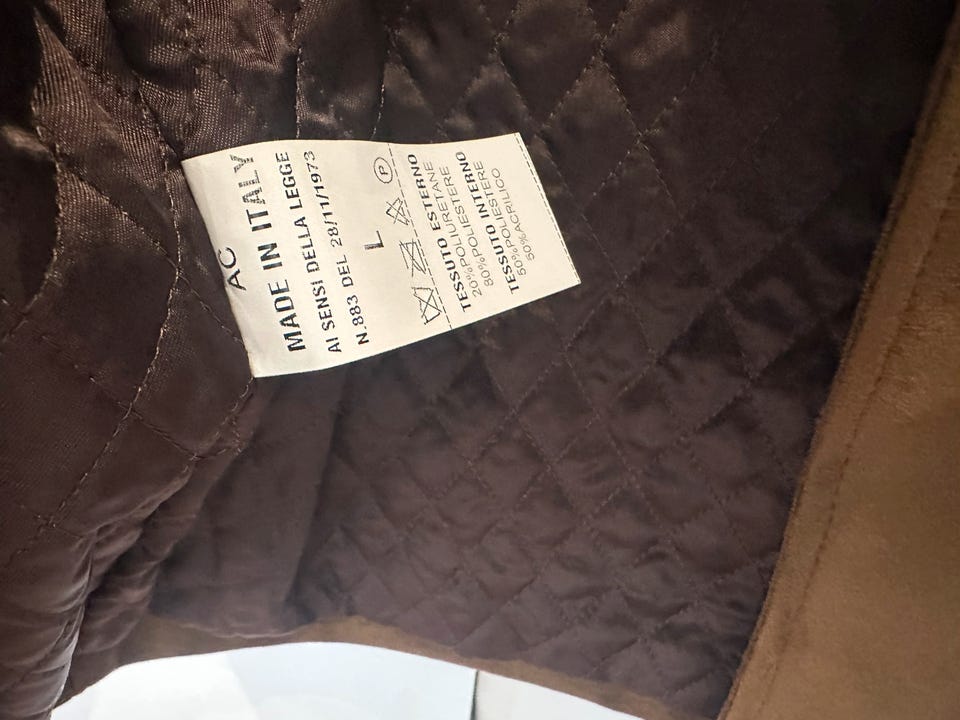 AC
MADE IN ITALY
AI SENSI DELLA LEGGE
N.883 DEL 28/11/1973
L
P
TESSUTO ESTERNO
20%POLIURETANE
80%POLIESTERE
TESSUTO INTERNO
50%POLIESTERE
50%ACRILICO